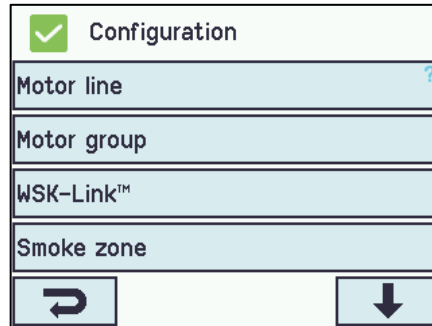 Configuration
Motor line
?
Motor group
WSK-Link™
Smoke zone